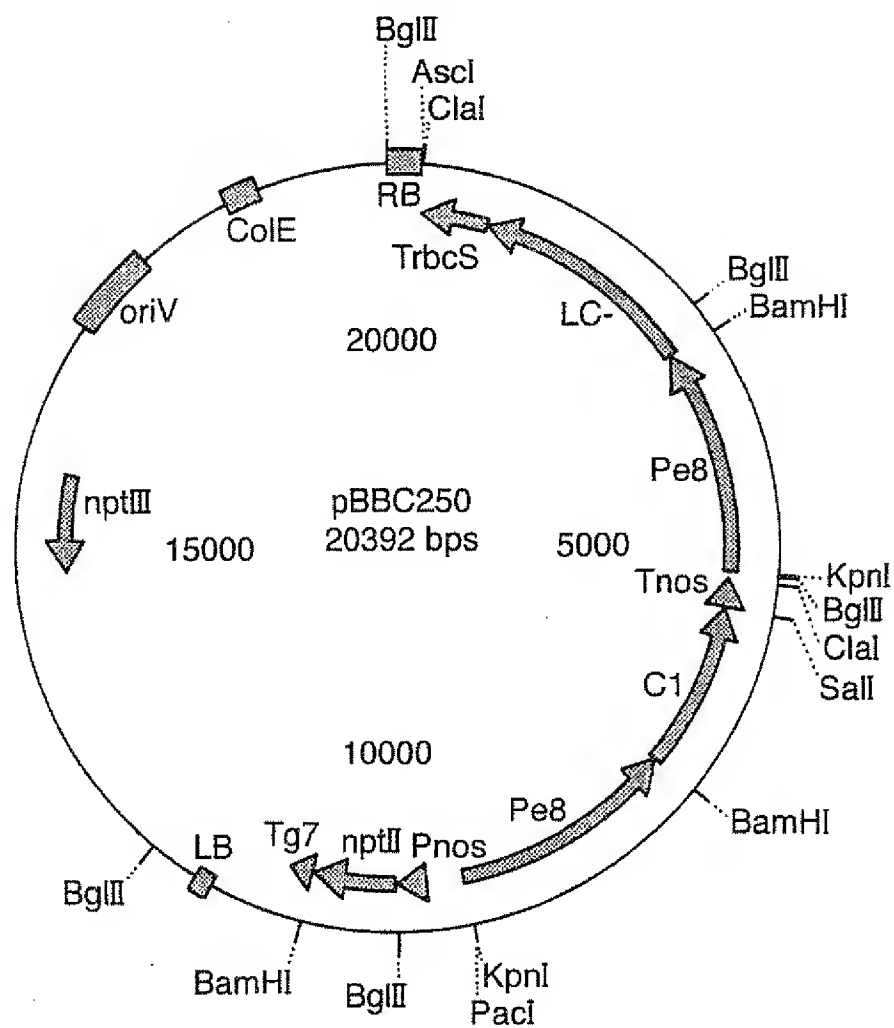 BglII
AscI
ClaI
RB
ColE
TrbcS
BglII
oriV
LC-
BamHI
20000
Pe8
nptIII
pBBC250
15000
20392 bps
5000
Tnos
KpnI
BglII
ClaI
C1
SalI
10000
Pe8
BamHI
Tg7
nptII
Pnos
LB
BglII
BamHI
BglII
KpnI
PacI